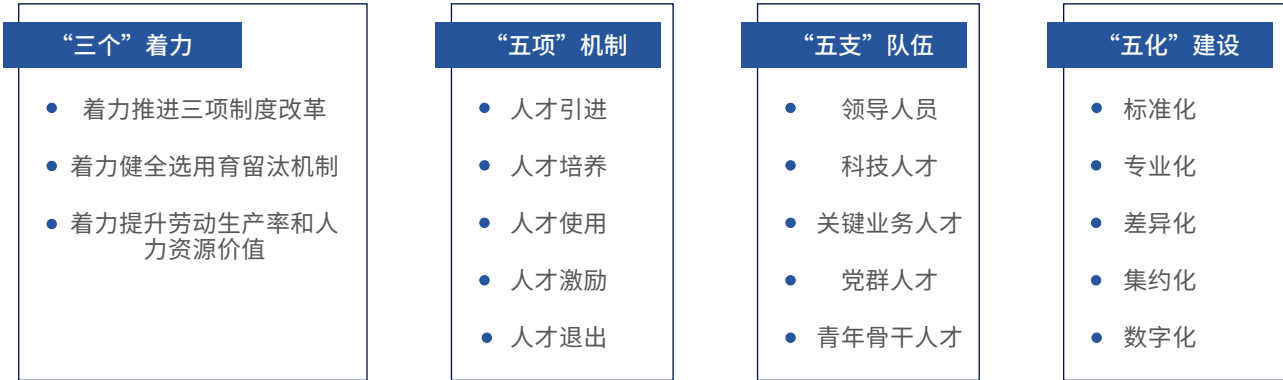 “三个”着力
着力推进三项制度改革
着力健全选用育留汰机制
着力提升劳动生产率和人
力资源价值
“五项”机制
人才引进
人才培养
人才使用
人才激励
人才退出
“五支”队伍
领导人员
科技人才
关键业务人才
党群人才
青年骨干人才
“五化”建设
标准化
专业化
差异化
集约化
数字化